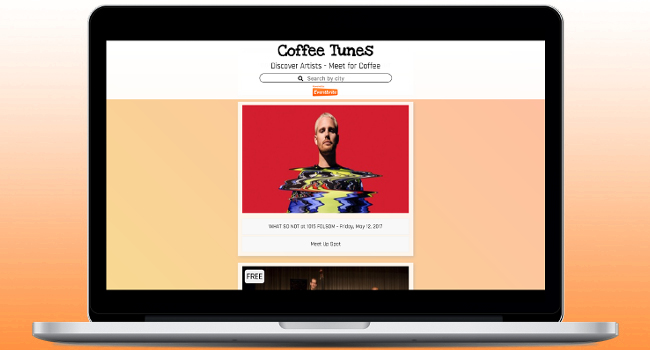 Coffee Tunes
Discover Artists - Meet for Coffee
Search by city
Eventbrite
WHAT SO NOT at 1015 FOLSOM - Friday, May 12, 2017
Meet Up Spot
FREE